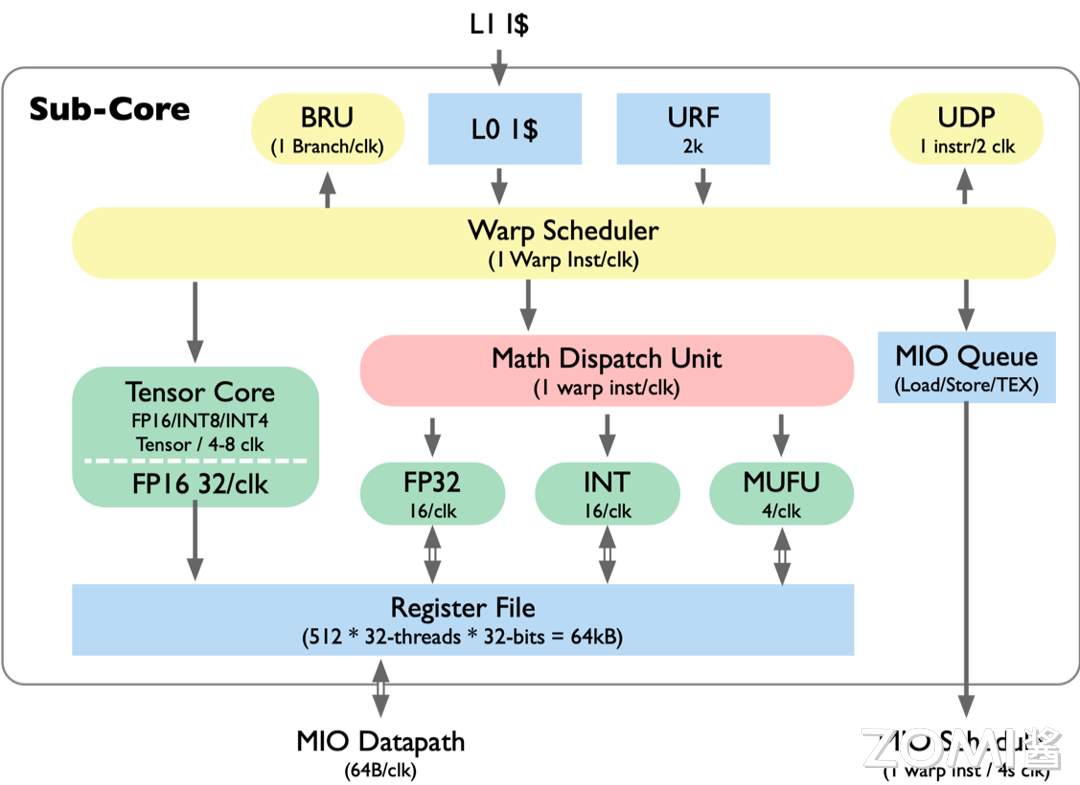 L1 I$
Sub-Core
BRU
(1 Branch/clk)
L0 1$
URF
2k
UDP
1 instr/2 clk
Warp Scheduler
(1 Warp Inst/clk)
Math Dispatch Unit
(1 warp inst/clk)
MIO Queue
(Load/Store/TEX)
Tensor Core
FP16/INT8/INT4
Tensor / 4-8 clk
FP16 32/clk
FP32
16/clk
INT
16/clk
MUFU
4/clk
Register File
(512 * 32-threads * 32-bits = 64kB)
MIO Datapath
(64B/clk)
MIO Scheduler
(1 warp inst / 4s clk)
ZOMI酱